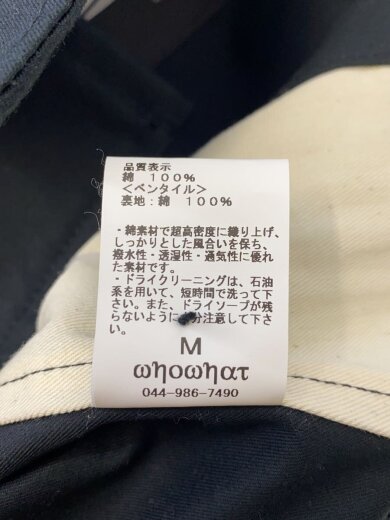 品質表示
綿 100%
<ベンタイル>
裏地:綿 100%
・綿素材で超高密度に織り上げ、
しっかりとした風合いを保ち、
撥水性・透湿性・通気性に優れ
た素材です。
・ドライクリーニングは、石油
系を用いて、短時間で洗って下
さい。また、ドライソープが残
らないように十分注意して下さ
い。
M
whowhat
044-986-7490